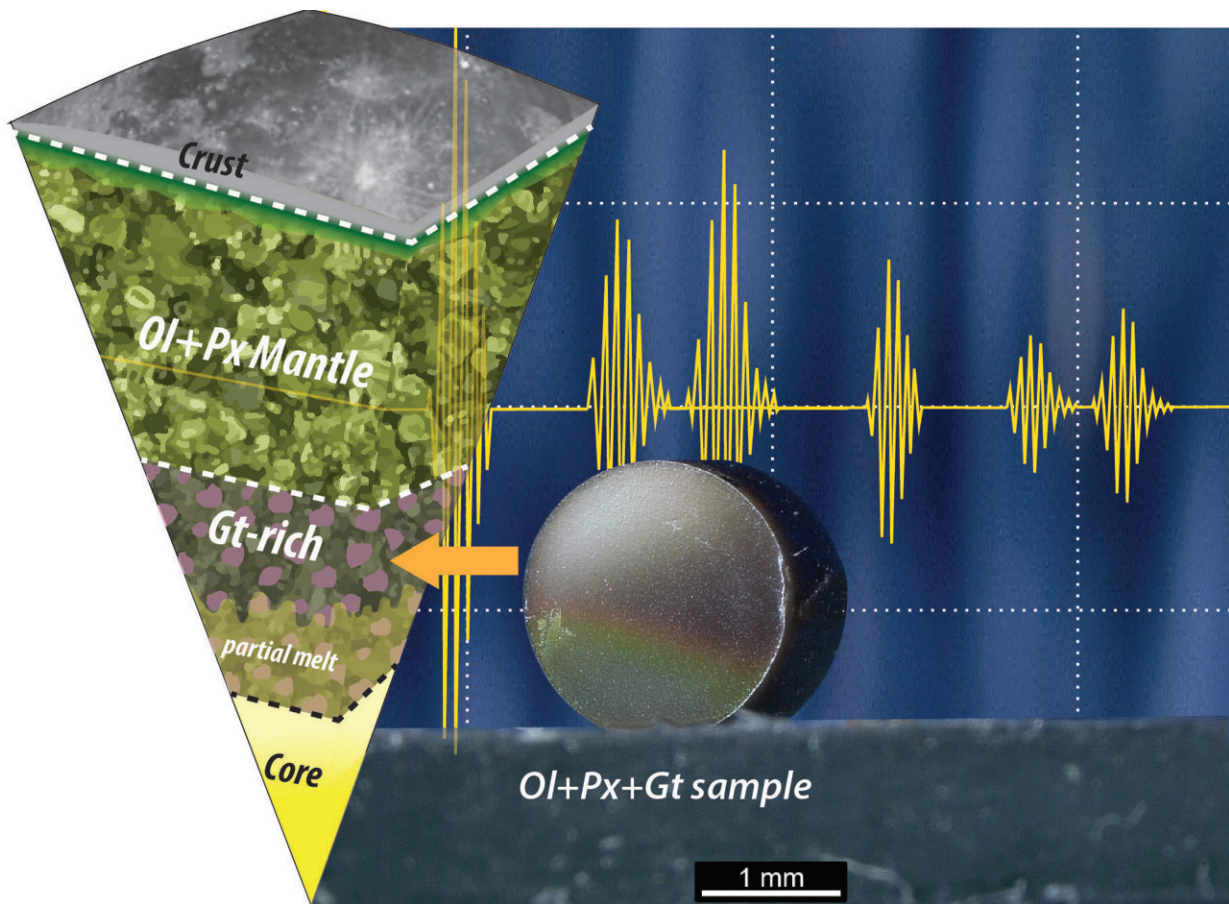 Crust
Ol+Px Mantle
Gt-rich
partial melt
Core
Ol+Px+Gt sample
1 mm